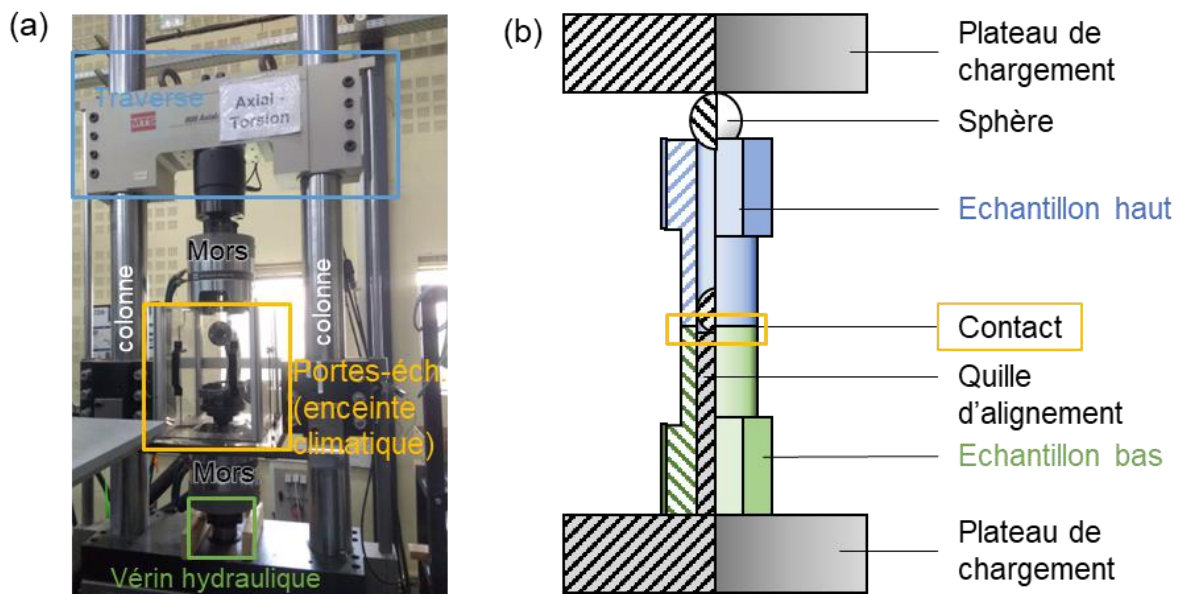 (a)
Traverse
MTS
Axial -
Torsion
Mors
colonne
colonne
Portes-éch.
(enceinte
climatique)
Mors
Vérin hydraulique
(b)
Plateau de
chargement
Sphère
Echantillon haut
Contact
Quille
d'alignement
Echantillon bas
Plateau de
chargement